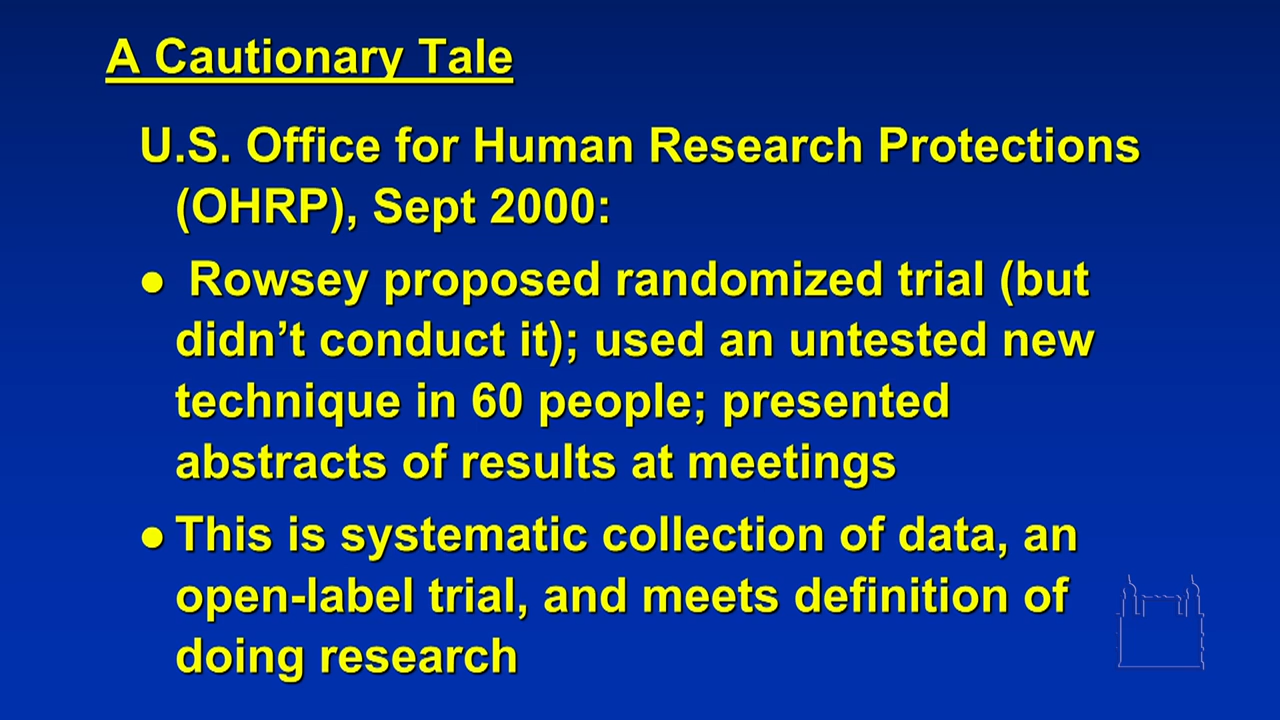 A Cautionary Tale
U.S. Office for Human Research Protections
(OHRP), Sept 2000:
● Rowsey proposed randomized trial (but
didn’t conduct it); used an untested new
technique in 60 people; presented
abstracts of results at meetings
● This is systematic collection of data, an
open-label trial, and meets definition of
doing research